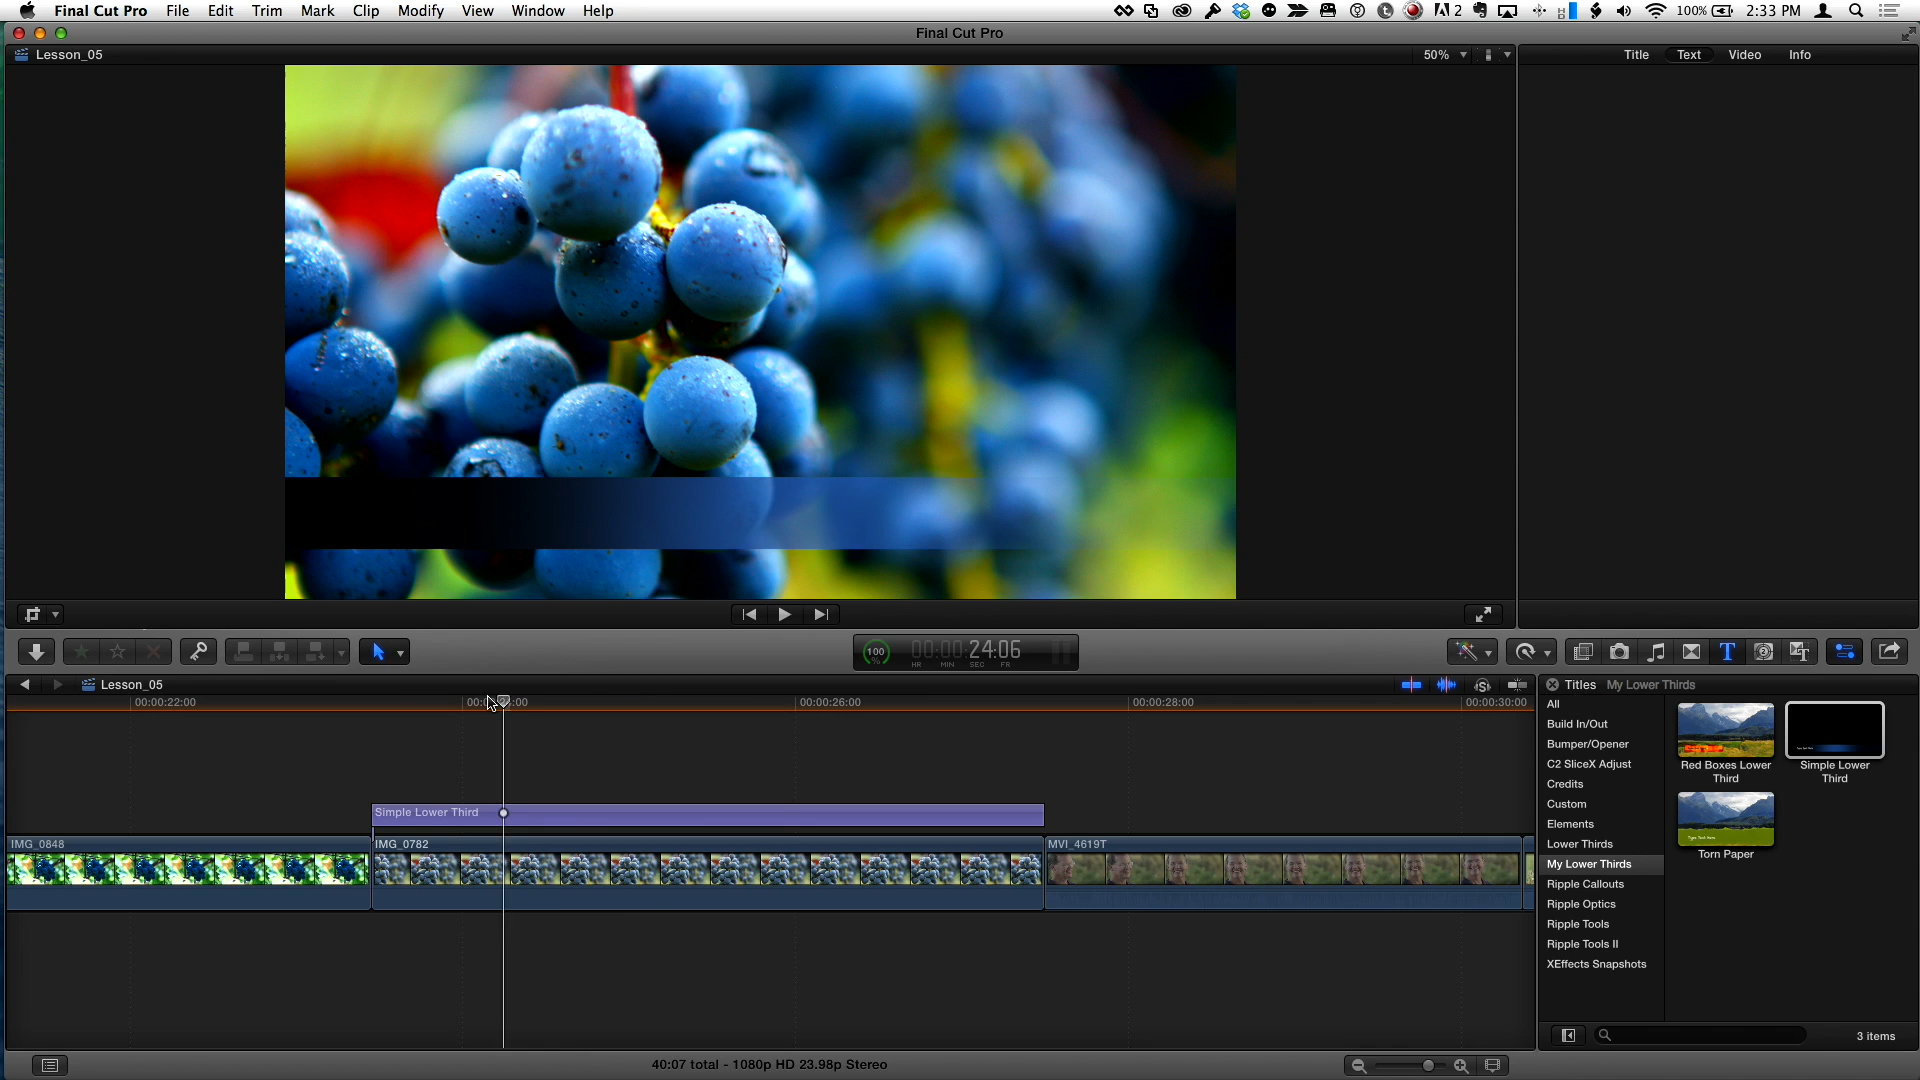 Final Cut Pro File Edit Trim Mark Clip Modify View Window Help 2 100% 2:33 PM
Final Cut Pro
Lesson_05 50% Title Text Video Info
100 % 00:00:24:06
HR MIN SEC FR
Lesson_05 Titles My Lower Thirds
00:00:22:00 00:00:26:00 00:00:28:00 00:00:30:00
All
Build In/Out
Bumper/Opener
C2 SliceX Adjust
Credits
Custom
Elements
Lower Thirds
My Lower Thirds
Ripple Callouts
Ripple Optics
Ripple Tools
Ripple Tools II
XEffects Snapshots
Red Boxes Lower Third
Simple Lower Third
Torn Paper
Simple Lower Third
IMG_0848 IMG_0782 MVI_4619T
3 items
40:07 total - 1080p HD 23.98p Stereo